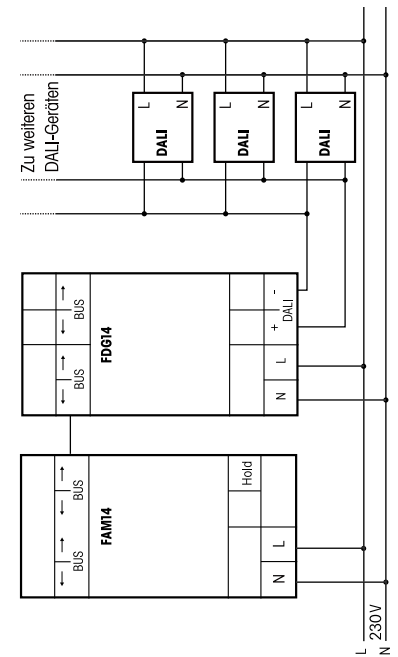 Zu weiteren
DALI-Geräten
L
N
DALI
L
N
DALI
L
N
DALI
BUS
BUS
FDG14
+
-
DALI
N
L
BUS
BUS
FAM14
Hold
N
L
L
N
230V